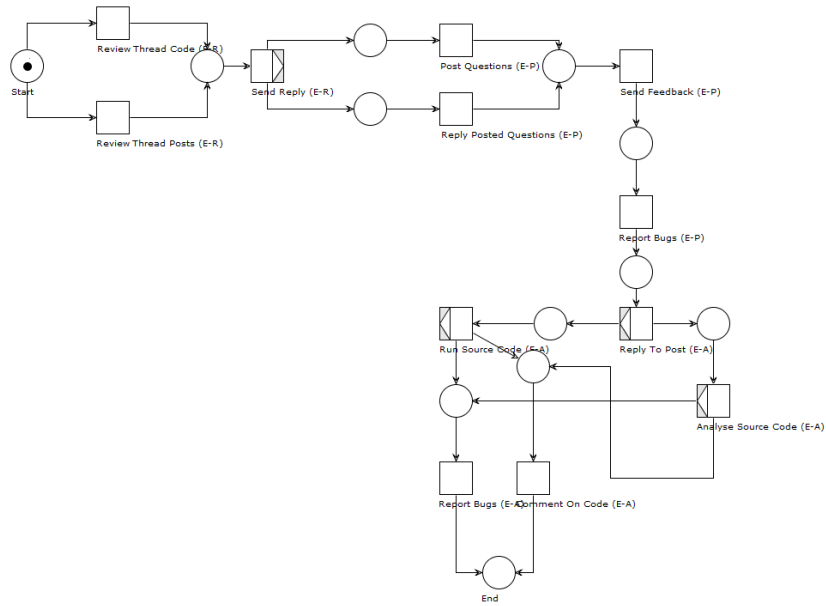 Review Thread Code (E-R)
Start
Send Reply (E-R)
Post Questions (E-P)
Send Feedback (E-P)
Review Thread Posts (E-R)
Reply Posted Questions (E-P)
Report Bugs (E-P)
Run Source Code (E-A)
Reply To Post (E-A)
Analyse Source Code (E-A)
Report Bugs (E-A)
Comment On Code (E-A)
End